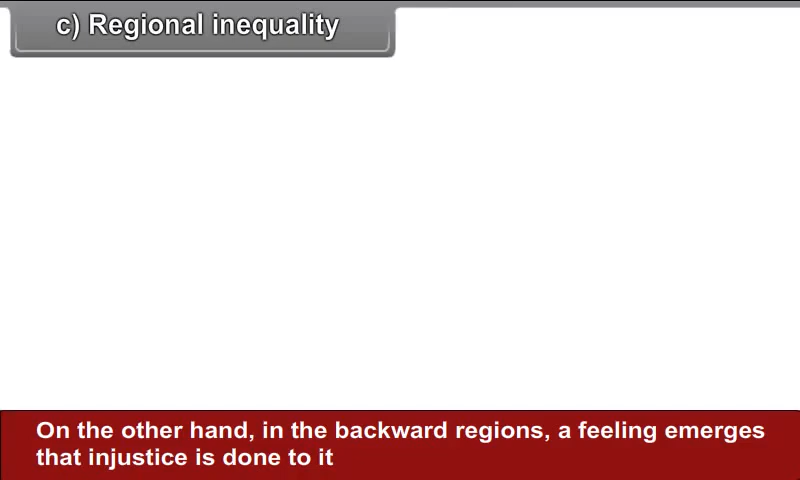 c) Regional inequality
On the other hand, in the backward regions, a feeling emerges
that injustice is done to it